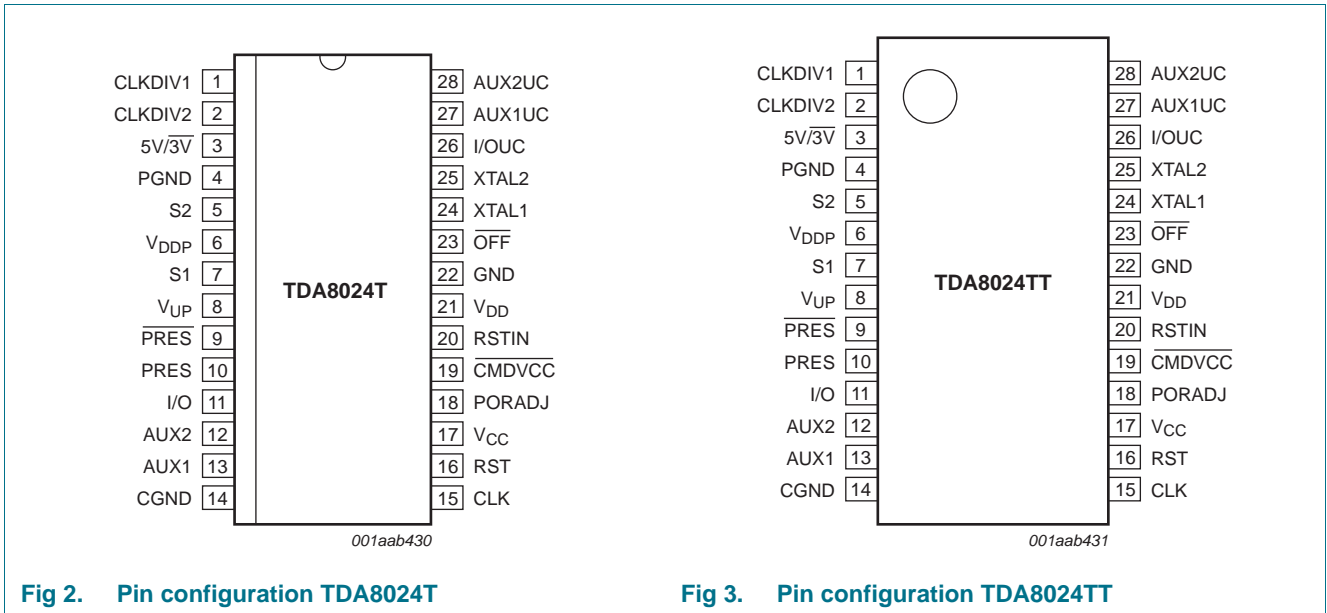 CLKDIV1 1 28 AUX2UC
CLKDIV2 2 27 AUX1UC
5V/3V 3 26 I/OUC
PGND 4 25 XTAL2
S2 5 24 XTAL1
VDDP 6 23 OFF
S1 7 22 GND
TDA8024T
VUP 8 21 VDD
PRES 9 20 RSTIN
PRES 10 19 CMDVCC
I/O 11 18 PORADJ
AUX2 12 17 VCC
AUX1 13 16 RST
CGND 14 15 CLK
001aab430
Fig 2. Pin configuration TDA8024T
CLKDIV1 1 28 AUX2UC
CLKDIV2 2 27 AUX1UC
5V/3V 3 26 I/OUC
PGND 4 25 XTAL2
S2 5 24 XTAL1
VDDP 6 23 OFF
S1 7 22 GND
TDA8024TT
VUP 8 21 VDD
PRES 9 20 RSTIN
PRES 10 19 CMDVCC
I/O 11 18 PORADJ
AUX2 12 17 VCC
AUX1 13 16 RST
CGND 14 15 CLK
001aab431
Fig 3. Pin configuration TDA8024TT